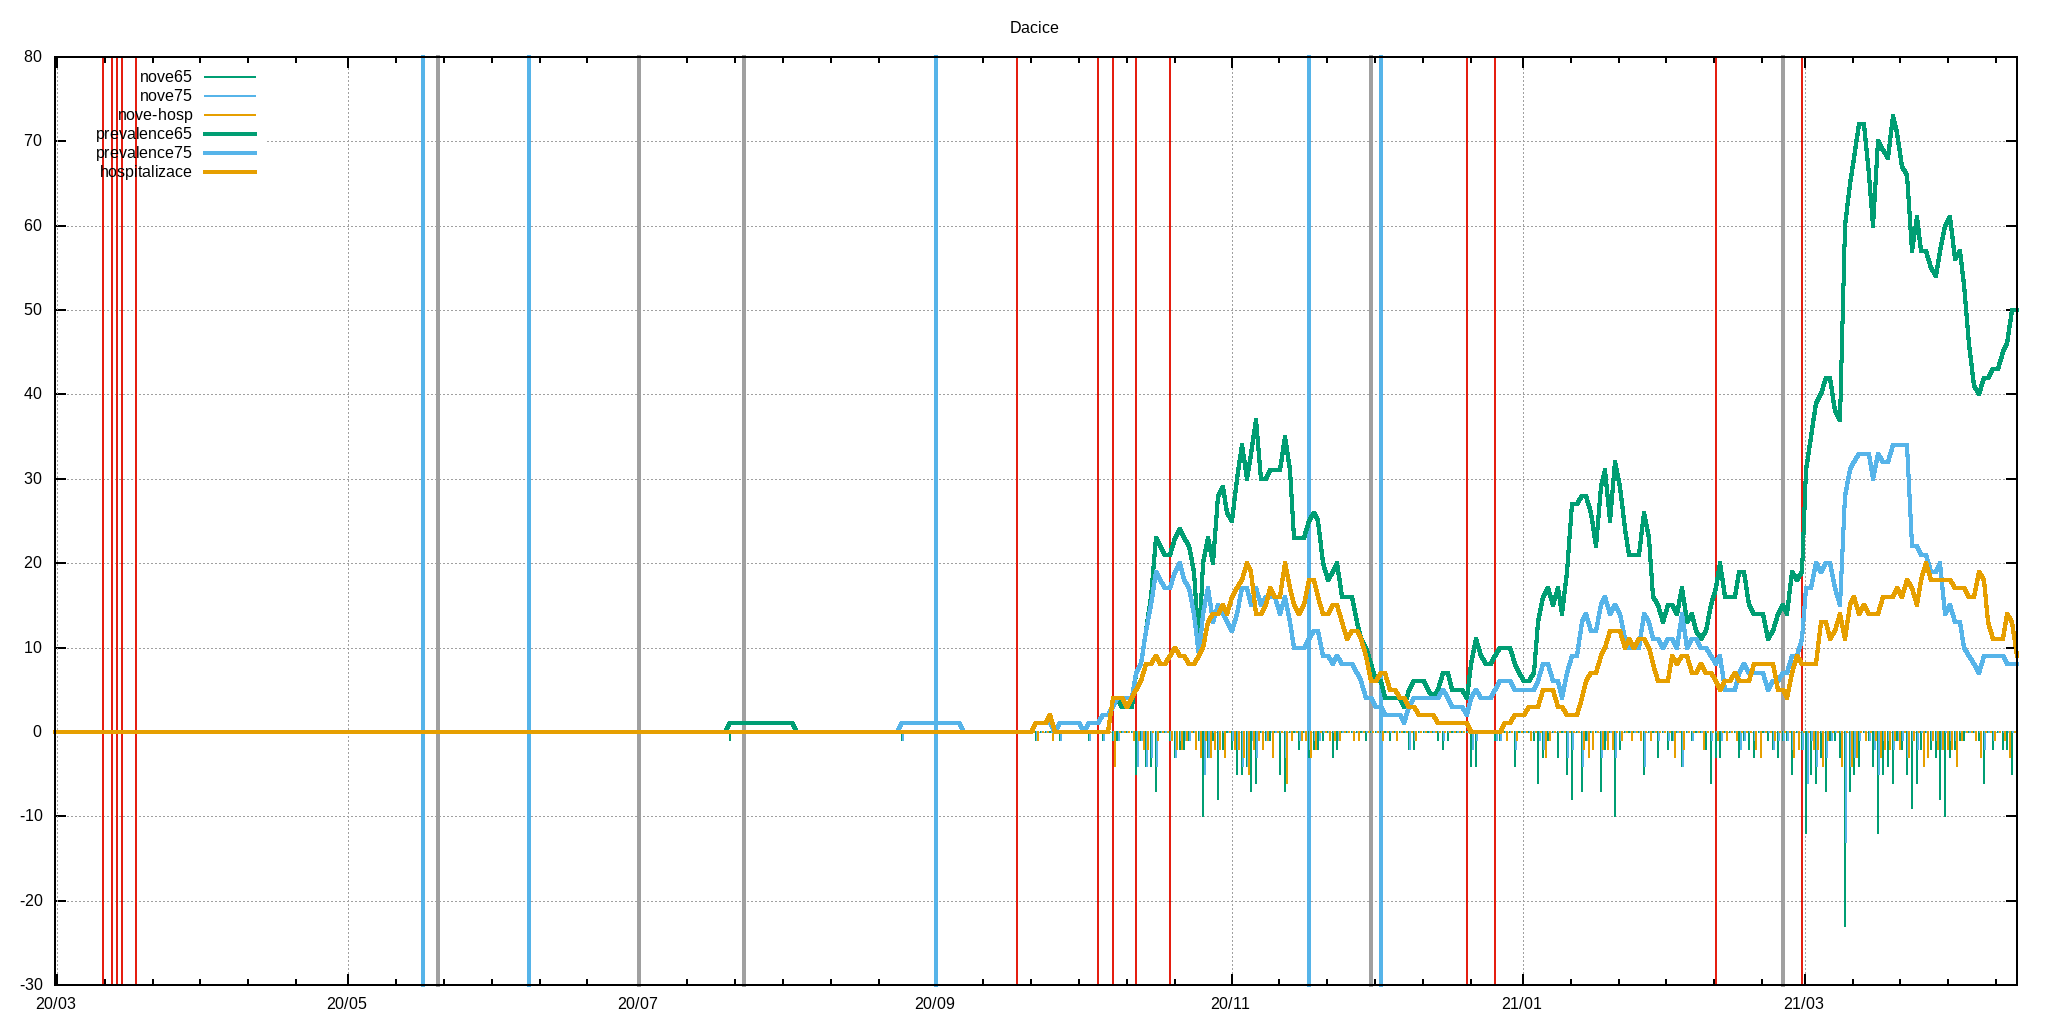 Dacice
80
70
60
50
40
30
20
10
0
-10
-20
-30
nove65
nove75
nove-hosp
prevalence65
prevalence75
hospitalizace
20/03 20/05 20/07 20/09 20/11 21/01 21/03